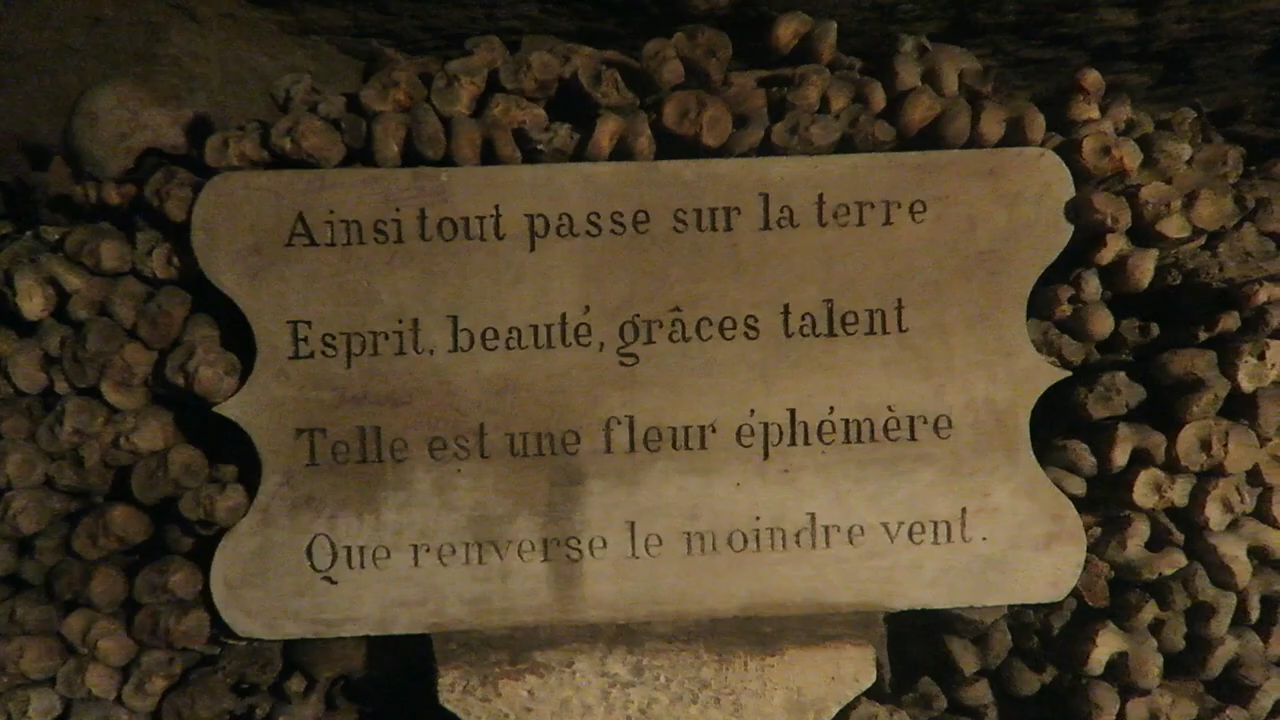 Ainsi tout passe sur la terre
Esprit, beauté, grâces talent
Telle est une fleur éphémère
Que renverse le moindre vent.